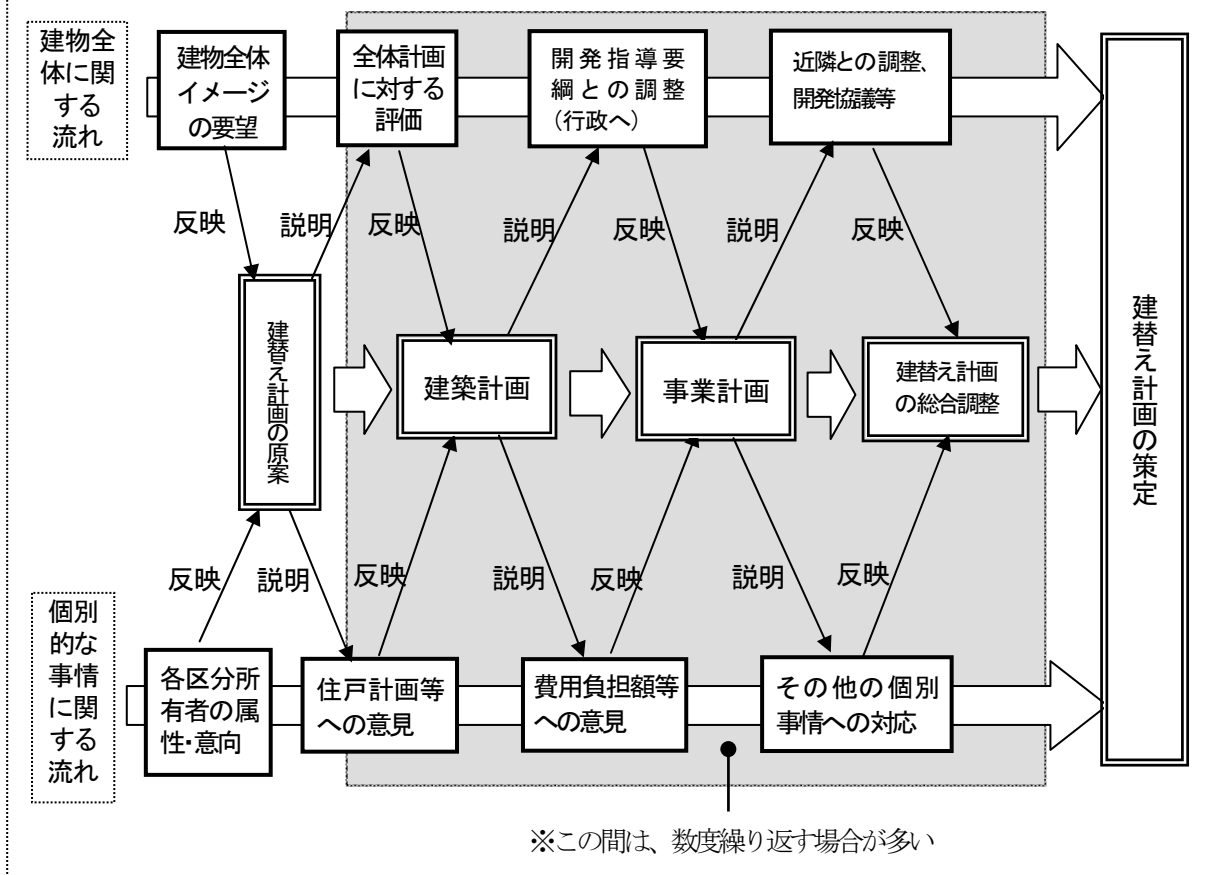 建物全
体に関
する
流れ
建物全体
イメージ
の要望
全体計画
に対する
評価
開発指導要
綱との調整
（行政へ）
近隣との調整、
開発協議等
反映
説明
反映
説明
反映
説明
反映
建替え計画の原案
建築計画
事業計画
建替え計画
の総合調整
建替え計画の策定
反映
説明
反映
説明
反映
説明
反映
個別
的な
事情
に関
する
流れ
各区分所
有者の属
性・意向
住戸計画等
への意見
費用負担額等
への意見
その他の個別
事情への対応
※この間は、数度繰り返す場合が多い